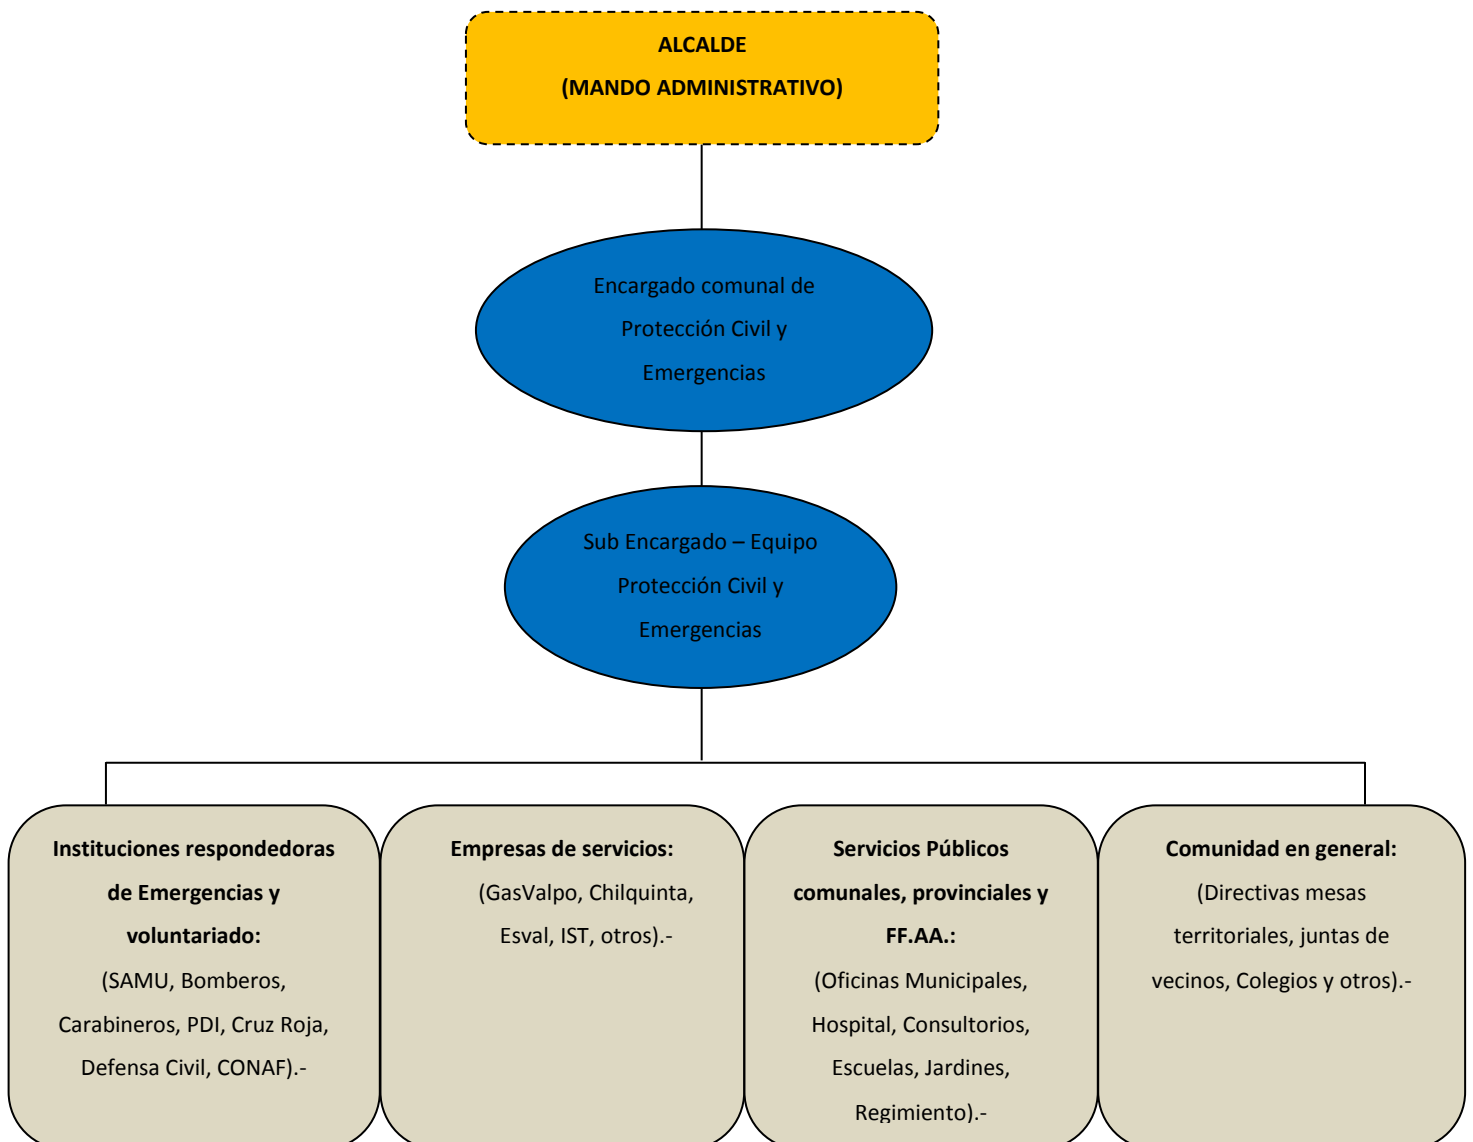 ALCALDE
(MANDO ADMINISTRATIVO)
Encargado comunal de
Protección Civil y
Emergencias
Sub Encargado – Equipo
Protección Civil y
Emergencias
Instituciones respondedoras
de Emergencias y
voluntariado:
(SAMU, Bomberos,
Carabineros, PDI, Cruz Roja,
Defensa Civil, CONAF).-
Empresas de servicios:
(GasValpo, Chilquinta,
Esval, IST, otros).-
Servicios Públicos
comunales, provinciales y
FF.AA.:
(Oficinas Municipales,
Hospital, Consultorios,
Escuelas, Jardines,
Regimiento).-
Comunidad en general:
(Directivas mesas
territoriales, juntas de
vecinos, Colegios y otros).-